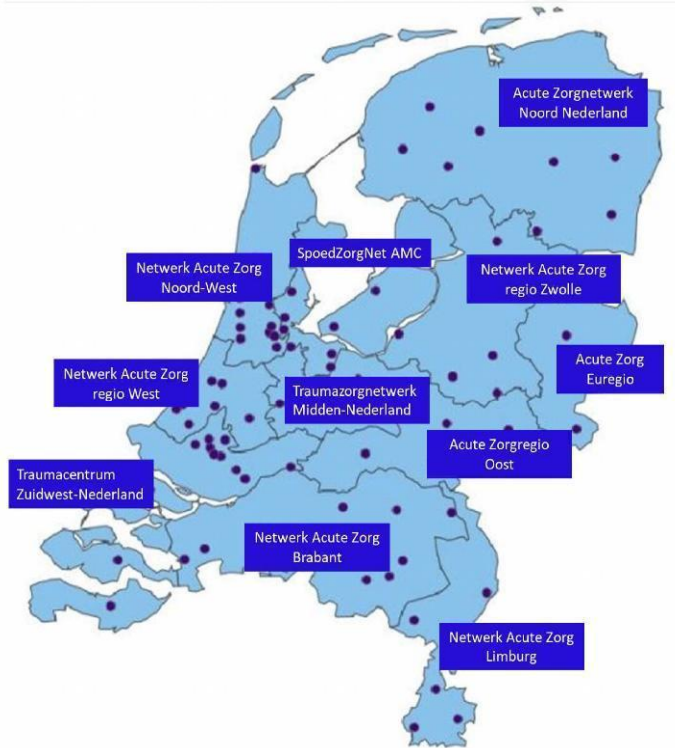 Acute Zorgnetwerk
Noord Nederland
SpoedZorgNet AMC
Netwerk Acute Zorg
Noord-West
Netwerk Acute Zorg
regio Zwolle
Acute Zorg
Euregio
Netwerk Acute Zorg
regio West
Traumazorgnetwerk
Midden-Nederland
Acute Zorgregio
Oost
Traumacentrum
Zuidwest-Nederland
Netwerk Acute Zorg
Brabant
Netwerk Acute Zorg
Limburg